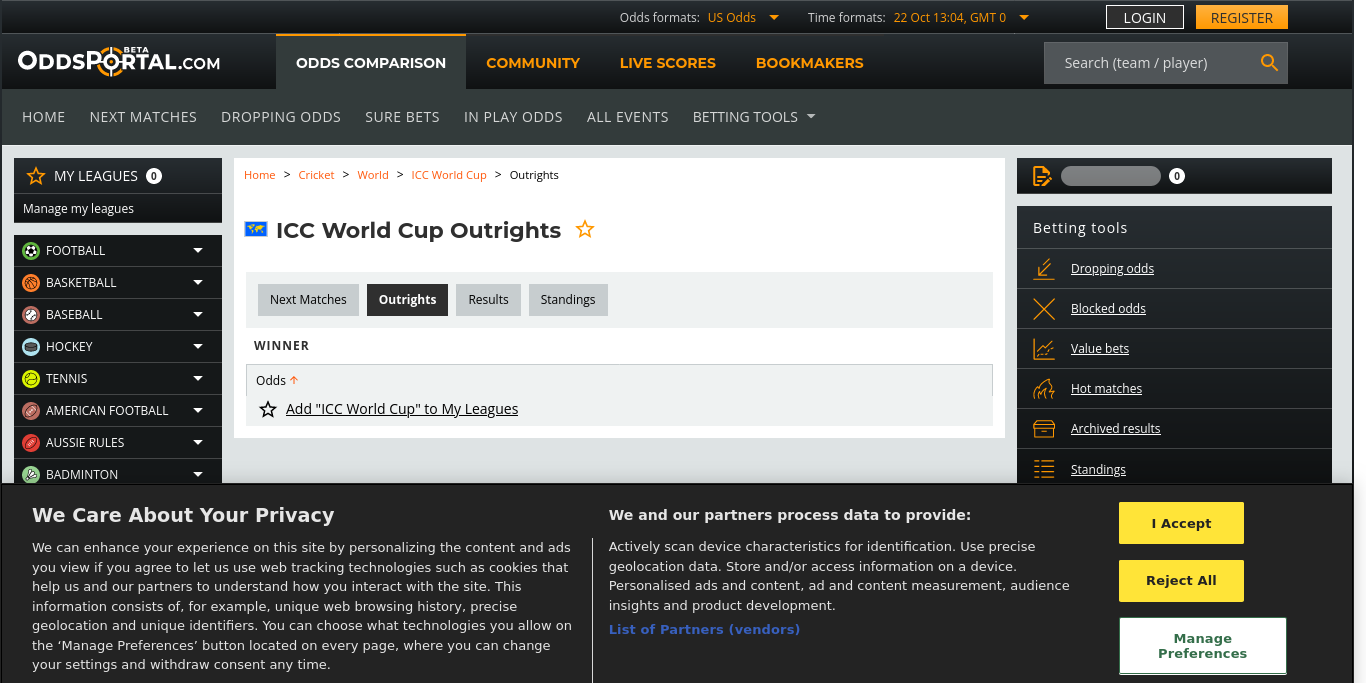 Odds formats: US Odds Time formats: 22 Oct 13:04, GMT 0 LOGIN REGISTER
ODDSPORTAL.COM BETA ODDS COMPARISON COMMUNITY LIVE SCORES BOOKMAKERS Search (team / player)
HOME NEXT MATCHES DROPPING ODDS SURE BETS IN PLAY ODDS ALL EVENTS BETTING TOOLS
MY LEAGUES 0
Manage my leagues
FOOTBALL
BASKETBALL
BASEBALL
HOCKEY
TENNIS
AMERICAN FOOTBALL
AUSSIE RULES
BADMINTON
Home > Cricket > World > ICC World Cup > Outrights
ICC World Cup Outrights
Next Matches Outrights Results Standings
WINNER
Odds
Add "ICC World Cup" to My Leagues
0
Betting tools
Dropping odds
Blocked odds
Value bets
Hot matches
Archived results
Standings
We Care About Your Privacy
We can enhance your experience on this site by personalizing the content and ads
you view if you agree to let us use web tracking technologies such as cookies that
help us and our partners to understand how you interact with the site. This
information consists of, for example, unique web browsing history, precise
geolocation and unique identifiers. You can choose what technologies you allow on
the ‘Manage Preferences’ button located on every page, where you can change
your settings and withdraw consent any time.
We and our partners process data to provide:
Actively scan device characteristics for identification. Use precise
geolocation data. Store and/or access information on a device.
Personalised ads and content, ad and content measurement, audience
insights and product development.
List of Partners (vendors)
I Accept
Reject All
Manage
Preferences